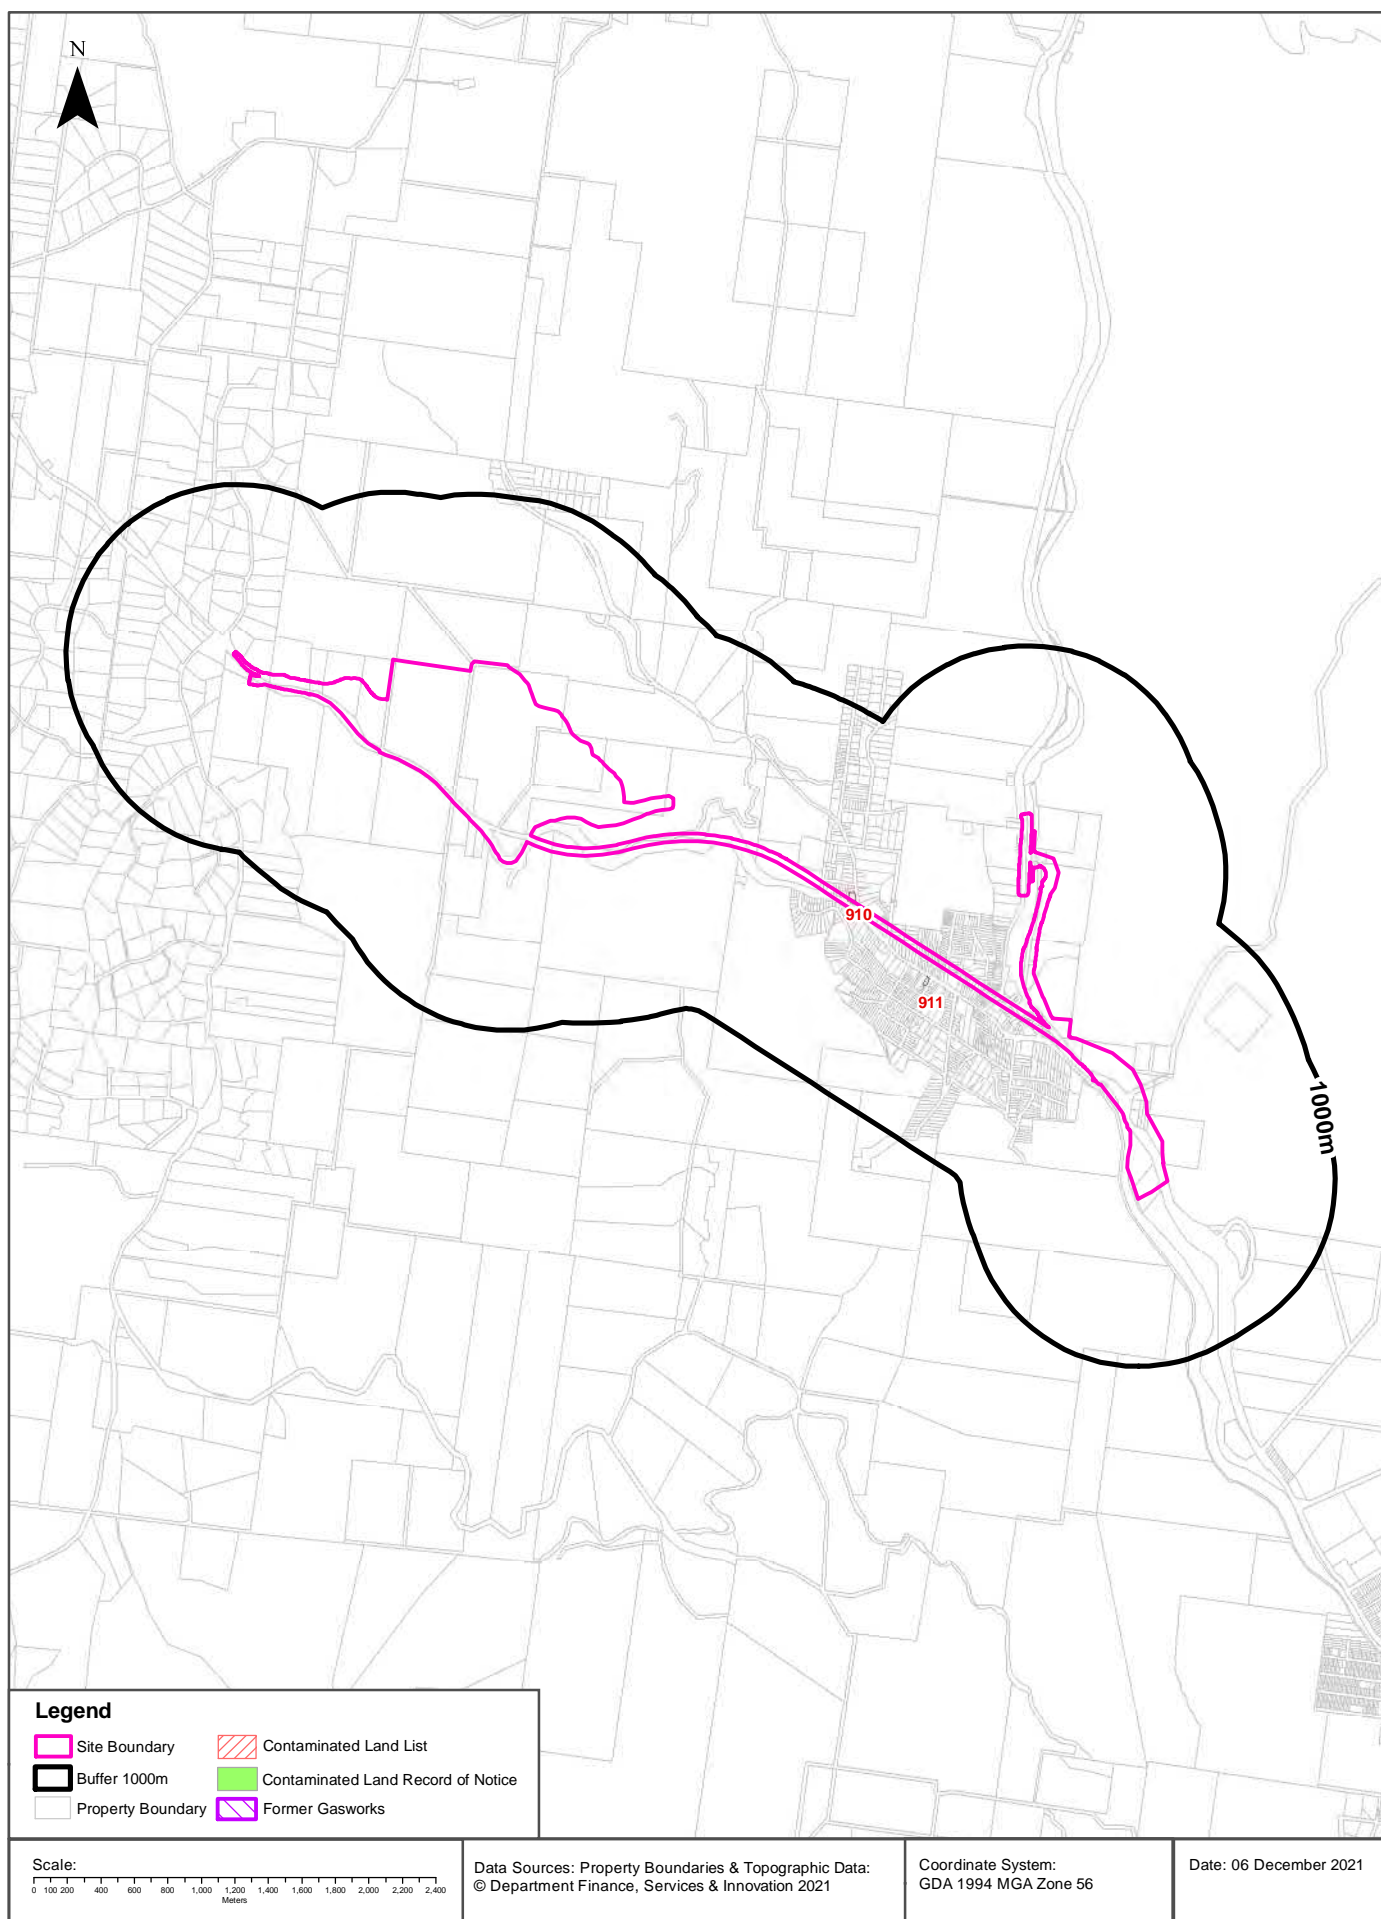 N
910
911
1000m
Legend
Site Boundary
Contaminated Land List
Buffer 1000m
Contaminated Land Record of Notice
Property Boundary
Former Gasworks
Scale:
0 100 200 400 600 800 1,000 1,200 1,400 1,600 1,800 2,000 2,200 2,400
Meters
Data Sources: Property Boundaries & Topographic Data:
© Department Finance, Services & Innovation 2021
Coordinate System:
GDA 1994 MGA Zone 56
Date: 06 December 2021